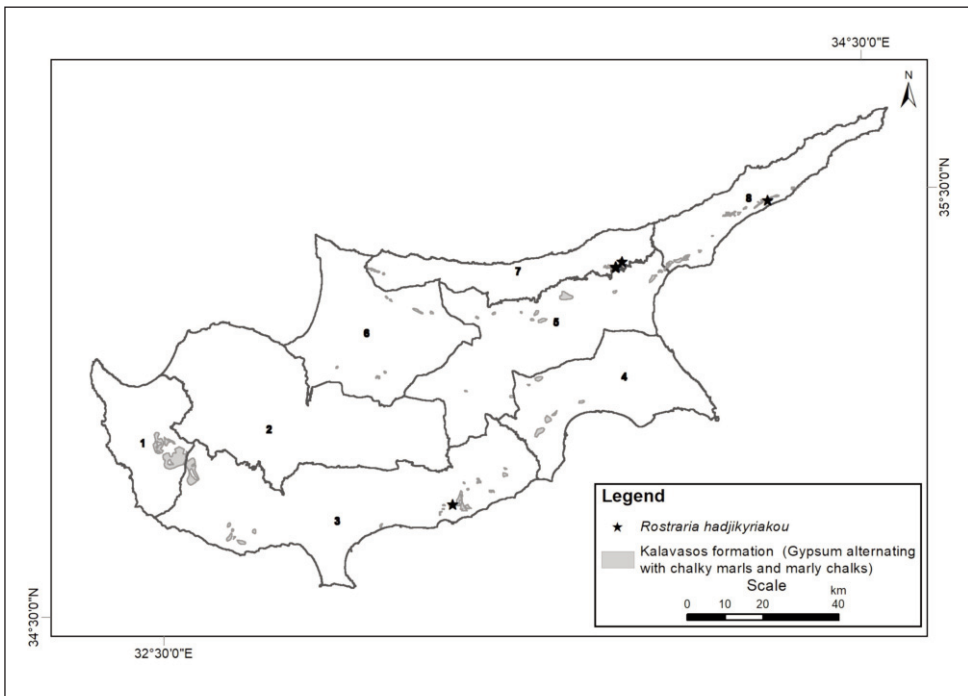 34°30'0"E
N
35°30'0"N
8
7
5
6
4
1
2
3
Legend
Rostraria hadjikyriakou
Kalavasos formation (Gypsum alternating
with chalky marls and marly chalks)
Scale
km
0 10 20 40
34°30'0"N
32°30'0"E